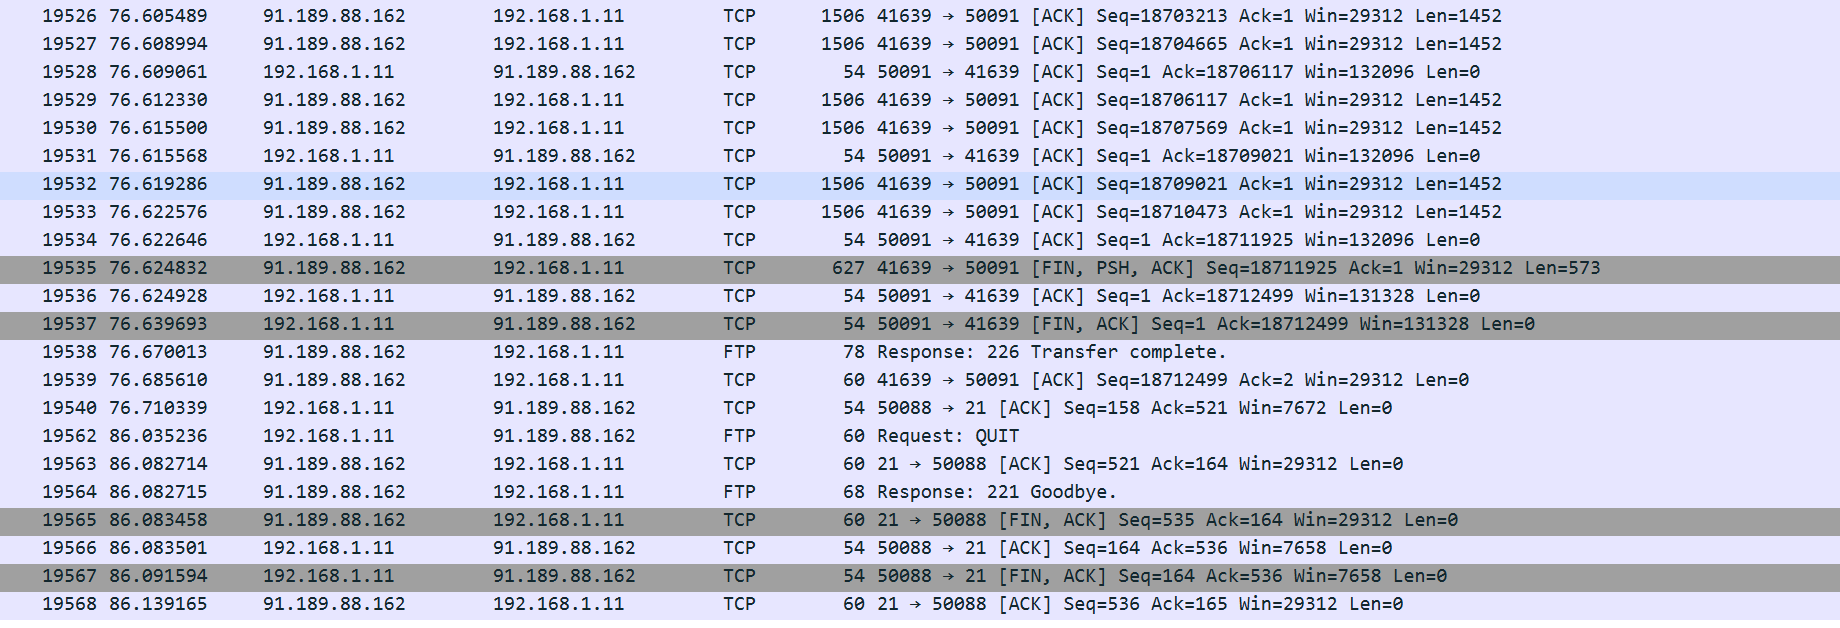 19526 76.605489 91.189.88.162 192.168.1.11 TCP 1506 41639 → 50091 [ACK] Seq=18703213 Ack=1 Win=29312 Len=1452
19527 76.608994 91.189.88.162 192.168.1.11 TCP 1506 41639 → 50091 [ACK] Seq=18704665 Ack=1 Win=29312 Len=1452
19528 76.609061 192.168.1.11 91.189.88.162 TCP 54 50091 → 41639 [ACK] Seq=1 Ack=18706117 Win=132096 Len=0
19529 76.612330 91.189.88.162 192.168.1.11 TCP 1506 41639 → 50091 [ACK] Seq=18706117 Ack=1 Win=29312 Len=1452
19530 76.615500 91.189.88.162 192.168.1.11 TCP 1506 41639 → 50091 [ACK] Seq=18707569 Ack=1 Win=29312 Len=1452
19531 76.615568 192.168.1.11 91.189.88.162 TCP 54 50091 → 41639 [ACK] Seq=1 Ack=18709021 Win=132096 Len=0
19532 76.619286 91.189.88.162 192.168.1.11 TCP 1506 41639 → 50091 [ACK] Seq=18709021 Ack=1 Win=29312 Len=1452
19533 76.622576 91.189.88.162 192.168.1.11 TCP 1506 41639 → 50091 [ACK] Seq=18710473 Ack=1 Win=29312 Len=1452
19534 76.622646 192.168.1.11 91.189.88.162 TCP 54 50091 → 41639 [ACK] Seq=1 Ack=18711925 Win=132096 Len=0
19535 76.624832 91.189.88.162 192.168.1.11 TCP 627 41639 → 50091 [FIN, PSH, ACK] Seq=18711925 Ack=1 Win=29312 Len=573
19536 76.624928 192.168.1.11 91.189.88.162 TCP 54 50091 → 41639 [ACK] Seq=1 Ack=18712499 Win=131328 Len=0
19537 76.639693 192.168.1.11 91.189.88.162 TCP 54 50091 → 41639 [FIN, ACK] Seq=1 Ack=18712499 Win=131328 Len=0
19538 76.670013 91.189.88.162 192.168.1.11 FTP 78 Response: 226 Transfer complete.
19539 76.685610 91.189.88.162 192.168.1.11 TCP 60 41639 → 50091 [ACK] Seq=18712499 Ack=2 Win=29312 Len=0
19540 76.710339 192.168.1.11 91.189.88.162 TCP 54 50088 → 21 [ACK] Seq=158 Ack=521 Win=7672 Len=0
19562 86.035236 192.168.1.11 91.189.88.162 FTP 60 Request: QUIT
19563 86.082714 91.189.88.162 192.168.1.11 TCP 60 21 → 50088 [ACK] Seq=521 Ack=164 Win=29312 Len=0
19564 86.082715 91.189.88.162 192.168.1.11 FTP 68 Response: 221 Goodbye.
19565 86.083458 91.189.88.162 192.168.1.11 TCP 60 21 → 50088 [FIN, ACK] Seq=535 Ack=164 Win=29312 Len=0
19566 86.083501 192.168.1.11 91.189.88.162 TCP 54 50088 → 21 [ACK] Seq=164 Ack=536 Win=7658 Len=0
19567 86.091594 192.168.1.11 91.189.88.162 TCP 54 50088 → 21 [FIN, ACK] Seq=164 Ack=536 Win=7658 Len=0
19568 86.139165 91.189.88.162 192.168.1.11 TCP 60 21 → 50088 [ACK] Seq=536 Ack=165 Win=29312 Len=0